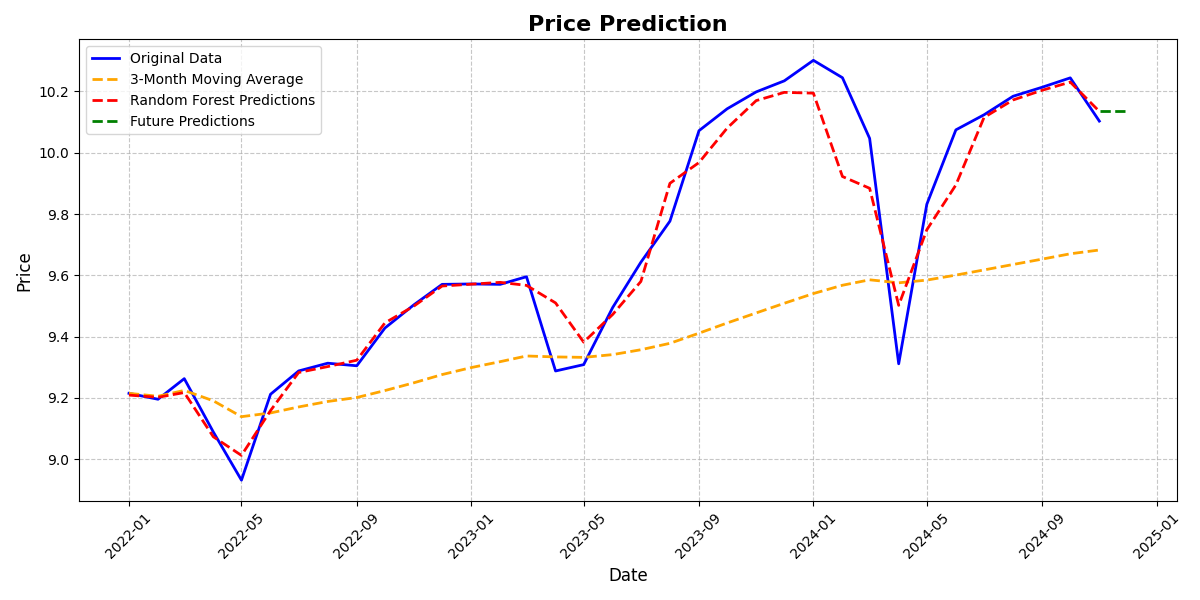 Price Prediction
Original Data
3-Month Moving Average
Random Forest Predictions
Future Predictions
Price
10.2
10.0
9.8
9.6
9.4
9.2
9.0
2022-01
2022-05
2022-09
2023-01
2023-05
2023-09
2024-01
2024-05
2024-09
2025-01
Date